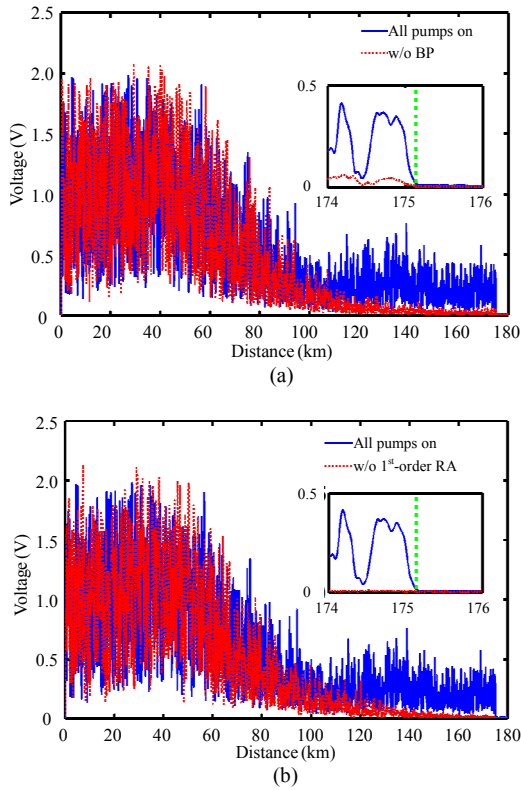 (a)
2.5
2.0
1.5
1.0
0.5
0
Voltage (V)
All pumps on
w/o BP
0.5
0
174 175 176
0 20 40 60 80 100 120 140 160 180
Distance (km)
(a)
2.5
2.0
1.5
1.0
0.5
0
Voltage (V)
All pumps on
w/o 1st-order RA
0.5
0
174 175 176
0 20 40 60 80 100 120 140 160 180
Distance (km)
(b)